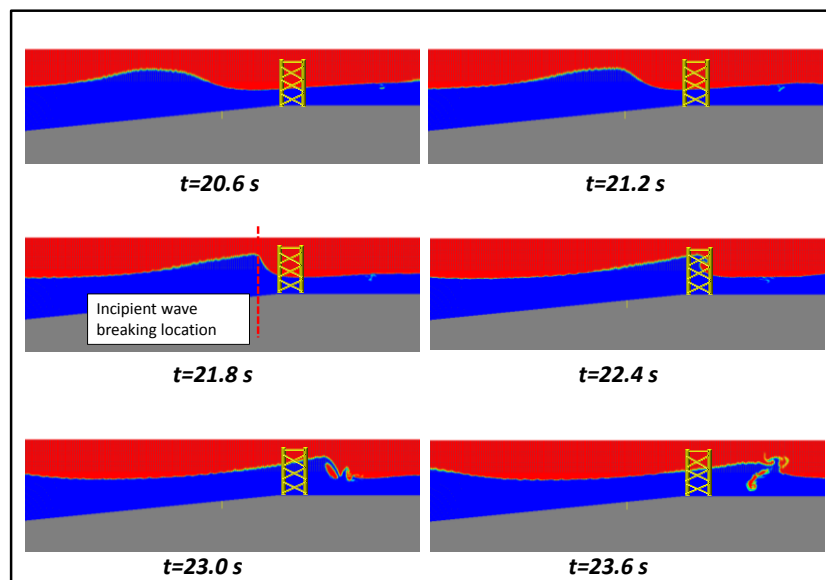 t=20.6 s
t=21.2 s
Incipient wave
breaking location
t=21.8 s
t=22.4 s
t=23.0 s
t=23.6 s